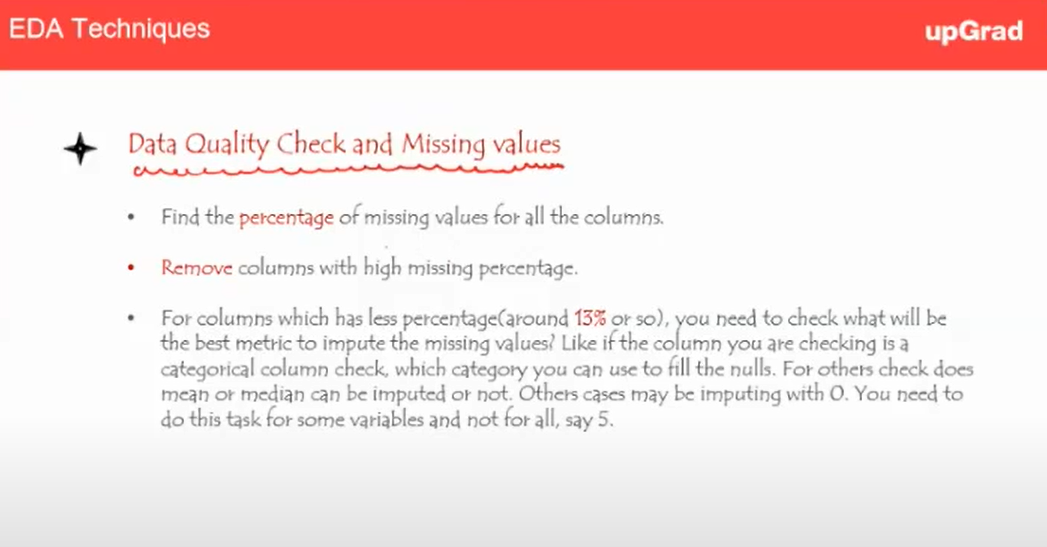 EDA Techniques
upGrad
Data Quality Check and Missing values
• Find the percentage of missing values for all the columns.
• Remove columns with high missing percentage.
• For columns which has less percentage(around 13% or so), you need to check what will be
the best metric to impute the missing values? Like if the column you are checking is a
categorical column check, which category you can use to fill the nulls. For others check does
mean or median can be imputed or not. Others cases may be imputing with 0. You need to
do this task for some variables and not for all, say 5.